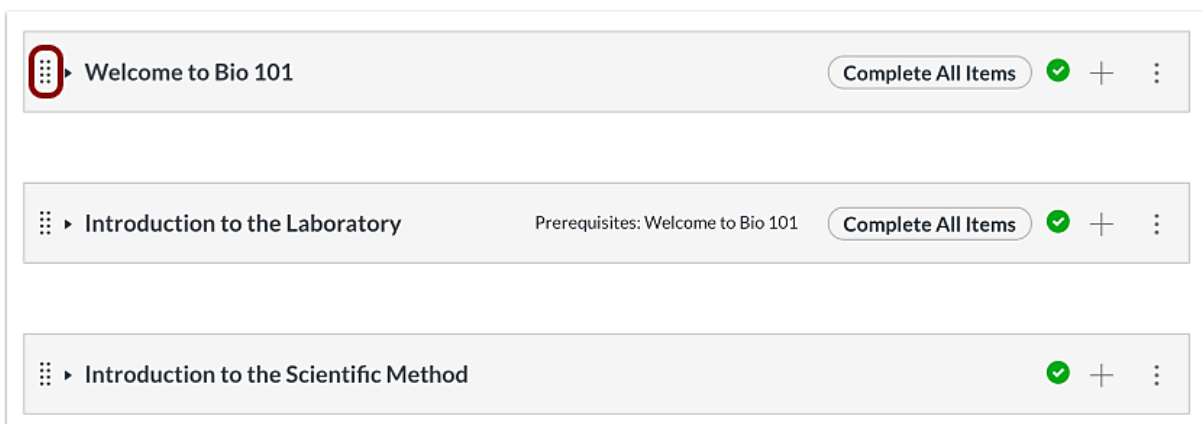 Welcome to Bio 101 Complete All Items
Introduction to the Laboratory Prerequisites: Welcome to Bio 101 Complete All Items
Introduction to the Scientific Method